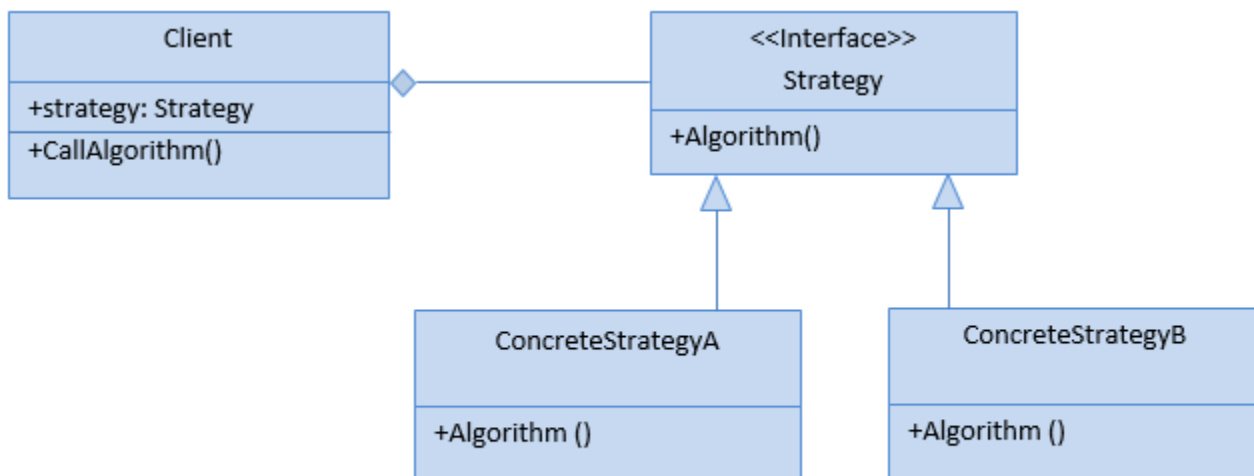 Client
+strategy: Strategy
+CallAlgorithm()
<<Interface>>
Strategy
+Algorithm()
ConcreteStrategyA
+Algorithm ()
ConcreteStrategyB
+Algorithm ()